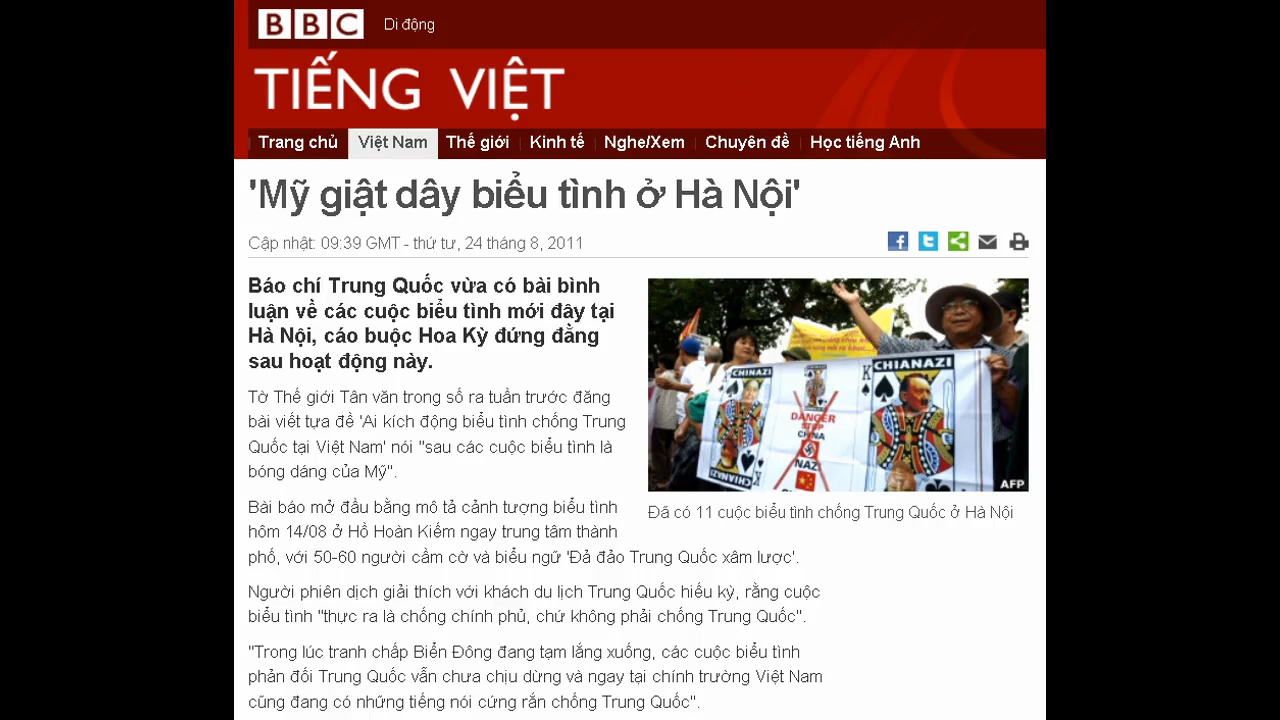 BBC Di động
TIẾNG VIỆT
Trang chủ Việt Nam Thế giới Kinh tế Nghe/Xem Chuyên đề Học tiếng Anh
'Mỹ giật dây biểu tình ở Hà Nội'
Cập nhật: 09:39 GMT - thứ tư, 24 tháng 8, 2011
Báo chí Trung Quốc vừa có bài bình
luận về các cuộc biểu tình mới đây tại
Hà Nội, cáo buộc Hoa Kỳ đứng đằng
sau hoạt động này.
Tờ Thế giới Tân văn trong số ra tuần trước đăng
bài viết tựa đề 'Ai kích động biểu tình chống Trung
Quốc tại Việt Nam' nói "sau các cuộc biểu tình là
bóng dáng của Mỹ".
Bài báo mở đầu bằng mô tả cảnh tượng biểu tình
hôm 14/08 ở Hồ Hoàn Kiếm ngay trung tâm thành
phố, với 50-60 người cầm cờ và biểu ngữ 'Đả đảo Trung Quốc xâm lược'.
Người phiên dịch giải thích với khách du lịch Trung Quốc hiếu kỳ, rằng cuộc
biểu tình "thực ra là chống chính phủ, chứ không phải chống Trung Quốc".
"Trong lúc tranh chấp Biển Đông đang tạm lắng xuống, các cuộc biểu tình
phản đối Trung Quốc vẫn chưa chịu dừng và ngay tại chính trường Việt Nam
cũng đang có những tiếng nói cứng rắn chống Trung Quốc".
CHINAZI
K
CHIANAZI
DANGER
STOP
CHINA
NAZI
CHINAZI
AFP
Đã có 11 cuộc biểu tình chống Trung Quốc ở Hà Nội